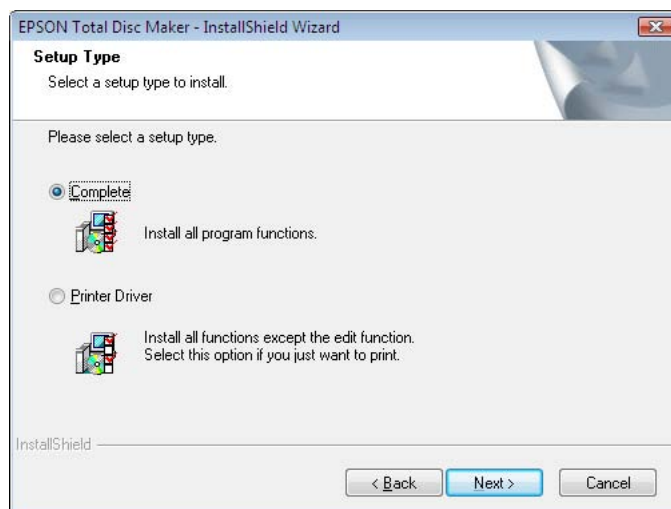 EPSON Total Disc Maker - InstallShield Wizard
Setup Type
Select a setup type to install.
Please select a setup type.
Complete
Install all program functions.
Printer Driver
Install all functions except the edit function.
Select this option if you just want to print.
InstallShield
< Back
Next >
Cancel